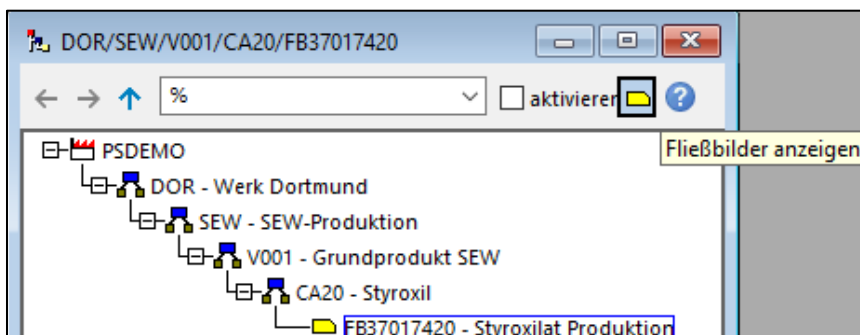 DOR/SEW/V001/CA20/FB37017420
% aktivieren
Fließbilder anzeigen
PSDEMO
DOR - Werk Dortmund
SEW - SEW-Produktion
V001 - Grundprodukt SEW
CA20 - Styroxil
FB37017420 - Styroxilat Produktion